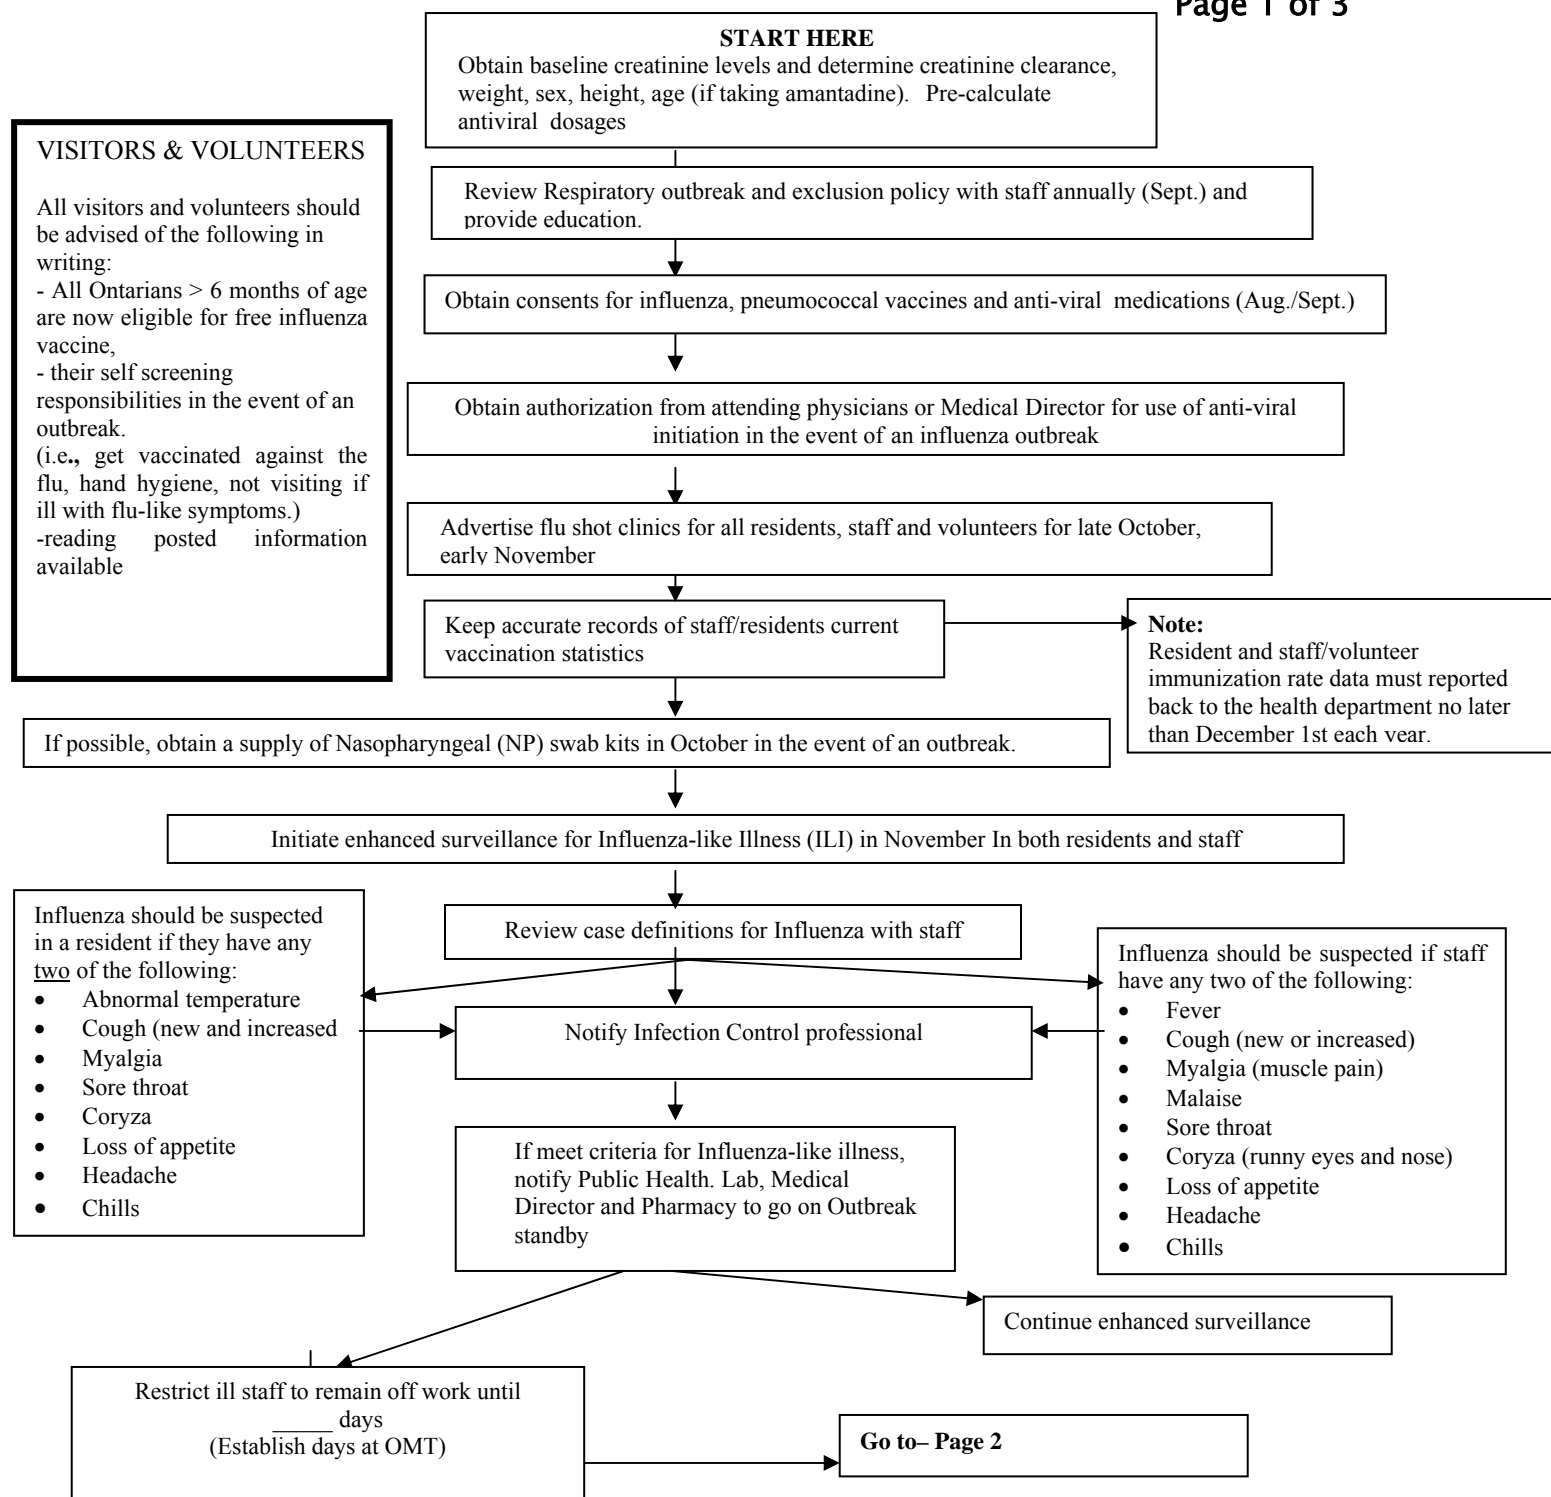 Page 1 of 3
START HERE
Obtain baseline creatinine levels and determine creatinine clearance,
weight, sex, height, age (if taking amantadine). Pre-calculate
antiviral dosages
VISITORS & VOLUNTEERS
All visitors and volunteers should
be advised of the following in
writing:
- All Ontarians > 6 months of age
are now eligible for free influenza
vaccine,
- their self screening
responsibilities in the event of an
outbreak.
(i.e., get vaccinated against the
flu, hand hygiene, not visiting if
ill with flu-like symptoms.)
-reading posted information
available
Review Respiratory outbreak and exclusion policy with staff annually (Sept.) and
provide education.
Obtain consents for influenza, pneumococcal vaccines and anti-viral medications (Aug./Sept.)
Obtain authorization from attending physicians or Medical Director for use of anti-viral
initiation in the event of an influenza outbreak
Advertise flu shot clinics for all residents, staff and volunteers for late October,
early November
Keep accurate records of staff/residents current
vaccination statistics
Note:
Resident and staff/volunteer
immunization rate data must reported
back to the health department no later
than December 1st each year.
If possible, obtain a supply of Nasopharyngeal (NP) swab kits in October in the event of an outbreak.
Initiate enhanced surveillance for Influenza-like Illness (ILI) in November In both residents and staff
Review case definitions for Influenza with staff
Influenza should be suspected
in a resident if they have any
two of the following:
• Abnormal temperature
• Cough (new and increased
• Myalgia
• Sore throat
• Coryza
• Loss of appetite
• Headache
• Chills
Notify Infection Control professional
Influenza should be suspected if staff
have any two of the following:
• Fever
• Cough (new or increased)
• Myalgia (muscle pain)
• Malaise
• Sore throat
• Coryza (runny eyes and nose)
• Loss of appetite
• Headache
• Chills
If meet criteria for Influenza-like illness,
notify Public Health. Lab, Medical
Director and Pharmacy to go on Outbreak
standby
Continue enhanced surveillance
Restrict ill staff to remain off work until
_____ days
(Establish days at OMT)
Go to– Page 2